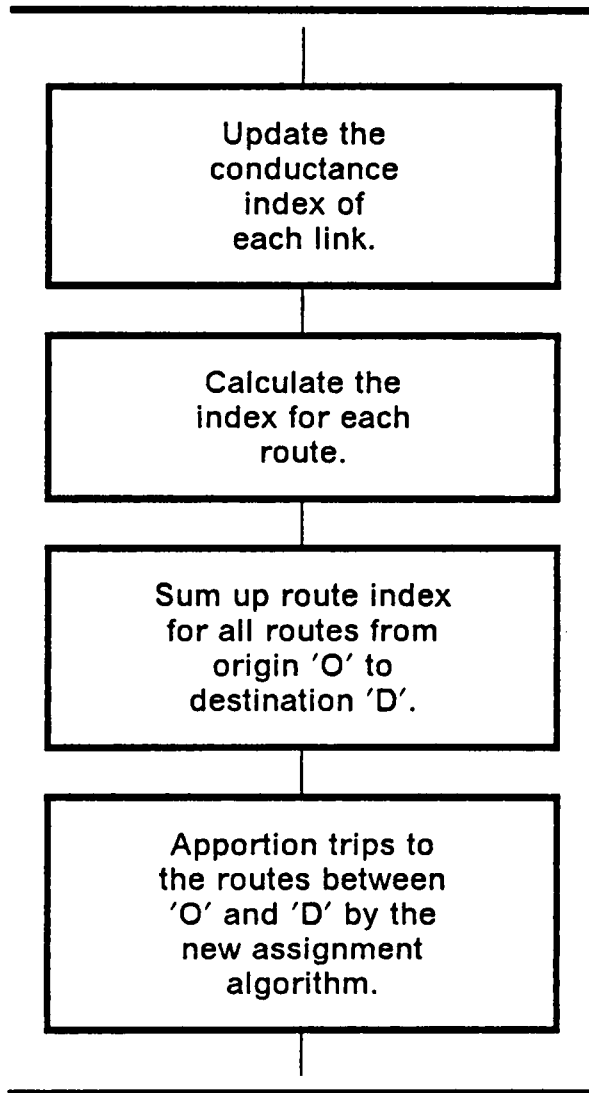 Update the
conductance
index of
each link.
Calculate the
index for each
route.
Sum up route index
for all routes from
origin 'O' to
destination 'D'.
Apportion trips to
the routes between
'O' and 'D' by the
new assignment
algorithm.